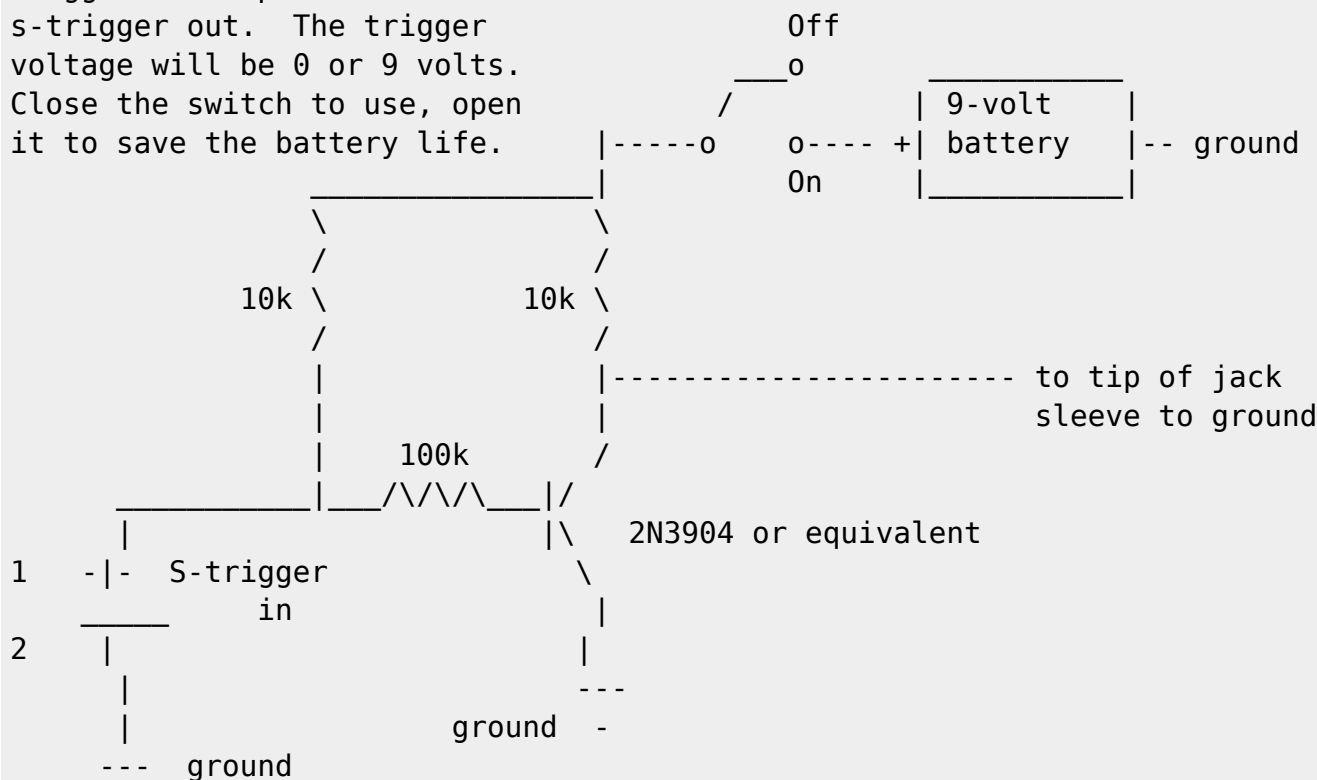 s-trigger out. The trigger Off
voltage will be 0 or 9 volts.
Close the switch to use, open 9-volt
it to save the battery life. + battery ground
On
10k 10k
to tip of jack
sleeve to ground
100k
2N3904 or equivalent
1 S-trigger
in
2
ground
ground